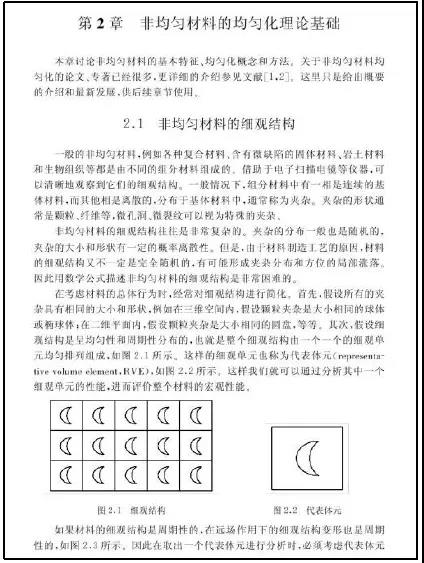 第 2 章 非均匀材料的均匀化理论基础
本章讨论非均匀材料的基本特征、均匀化概念和方法。关于非均匀材料均
匀化的论文、专著已经很多,更详细的介绍参见文献[1,2]。这里只是给出概要
的介绍和最新发展,供后续章节使用。
2.1 非均匀材料的细观结构
一般的非均匀材料,例如各种复合材料、含有微缺陷的固体材料、岩土材料
和生物组织等都是由不同的组分材料组成的。借助于电子扫描电镜等仪器,可
以清晰地观察到它们的细观结构。一般情况下,组分材料中有一相是连续的基
体材料,而其他相是离散的,分布于基体材料中,通常称为夹杂。夹杂的形状通
常是颗粒、纤维等,微孔洞、微裂纹可以视为特殊的夹杂。
非均匀材料的细观结构往往是非常复杂的。夹杂的分布一般也是随机的,
夹杂的大小和形状有一定的概率离散性。但是,由于材料制造工艺的原因,材料
的细观结构又不一定是完全随机的,有可能形成夹杂分布和方位的局部涨落。
因此用数学公式描述非均匀材料的细观结构是非常困难的。
在考虑材料的总体行为时,经常对细观结构进行简化。首先,假设所有的夹
杂具有相同的大小和形状,例如在三维空间内,假设颗粒夹杂是大小相同的球体
或椭球体;在二维平面内,假设颗粒夹杂是大小相同的圆盘,等等。其次,假设细
观结构是呈均匀性和周期性分布的,也就是整个细观结构由一个一个的细观单
元均匀排列组成,如图 2.1 所示。这样的细观单元也称为代表体元(representa-
tive volume element,RVE),如图 2.2 所示。这样我们就可以通过分析其中一个
细观单元的性能,进而评价整个材料的宏观性能。
图 2.1 细观结构
图 2.2 代表体元
如果材料的细观结构是周期性的,在远场作用下的细观结构变形也是周期
性的,如图 2.3 所示。因此在取出一个代表体元进行分析时,必须考虑代表体元